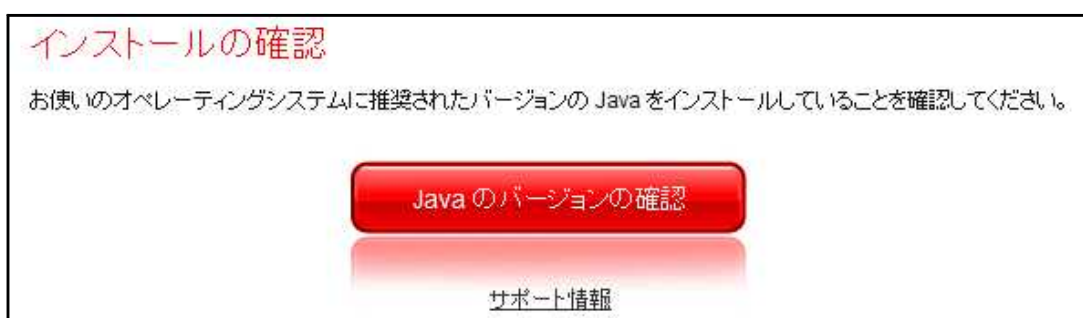 インストールの確認
お使いのオペレーティングシステムに推奨されたバージョンの Java をインストールしていることを確認してください。
Java のバージョンの確認
サポート情報